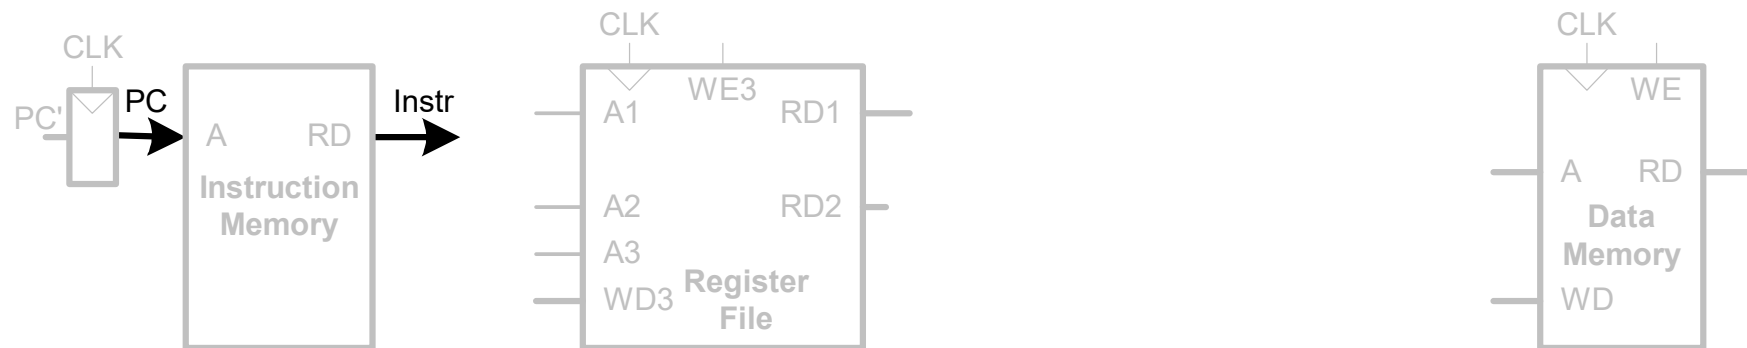 CLK
PC'
PC
A
RD
Instruction
Memory
Instr
CLK
WE3
A1
RD1
A2
RD2
A3
WD3
Register
File
CLK
WE
A
RD
Data
Memory
WD